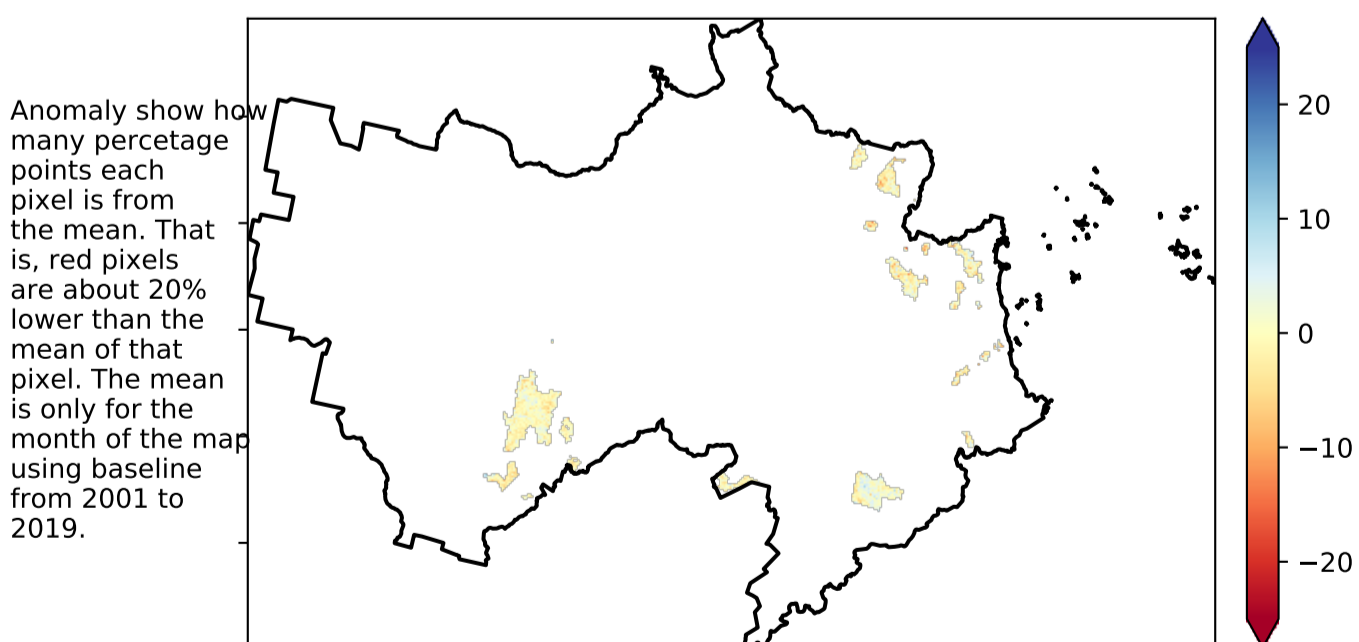 Anomaly show how
many percetage
points each
pixel is from
the mean. That
is, red pixels
are about 20%
lower than the
mean of that
pixel. The mean
is only for the
month of the map
using baseline
from 2001 to
2019.
20
10
0
−10
−20